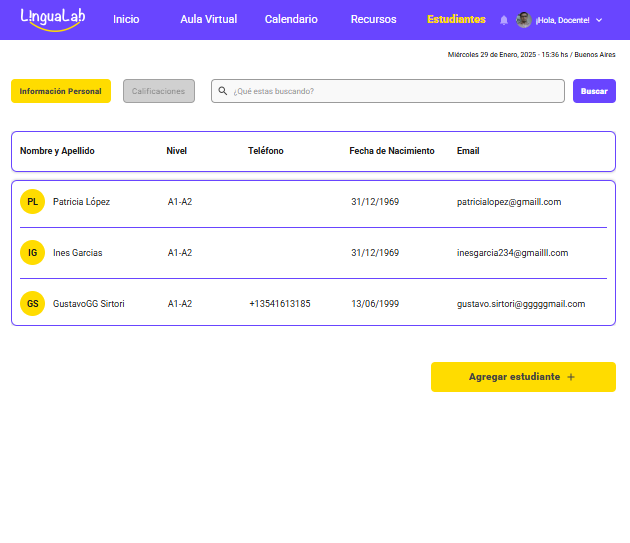 L!nguaLab Inicio Aula Virtual Calendario Recursos Estudiantes ¡Hola, Docente!
Miércoles 29 de Enero, 2025 - 15:36 hs / Buenos Aires
Información Personal Calificaciones ¿Qué estas buscando? Buscar
Nombre y Apellido Nivel Teléfono Fecha de Nacimiento Email
PL Patricia López A1-A2 31/12/1969 patricialopez@gmaill.com
IG Ines Garcias A1-A2 31/12/1969 inesgarcia234@gmailll.com
GS GustavoGG Sirtori A1-A2 +13541613185 13/06/1999 gustavo.sirtori@gggggmail.com
Agregar estudiante +